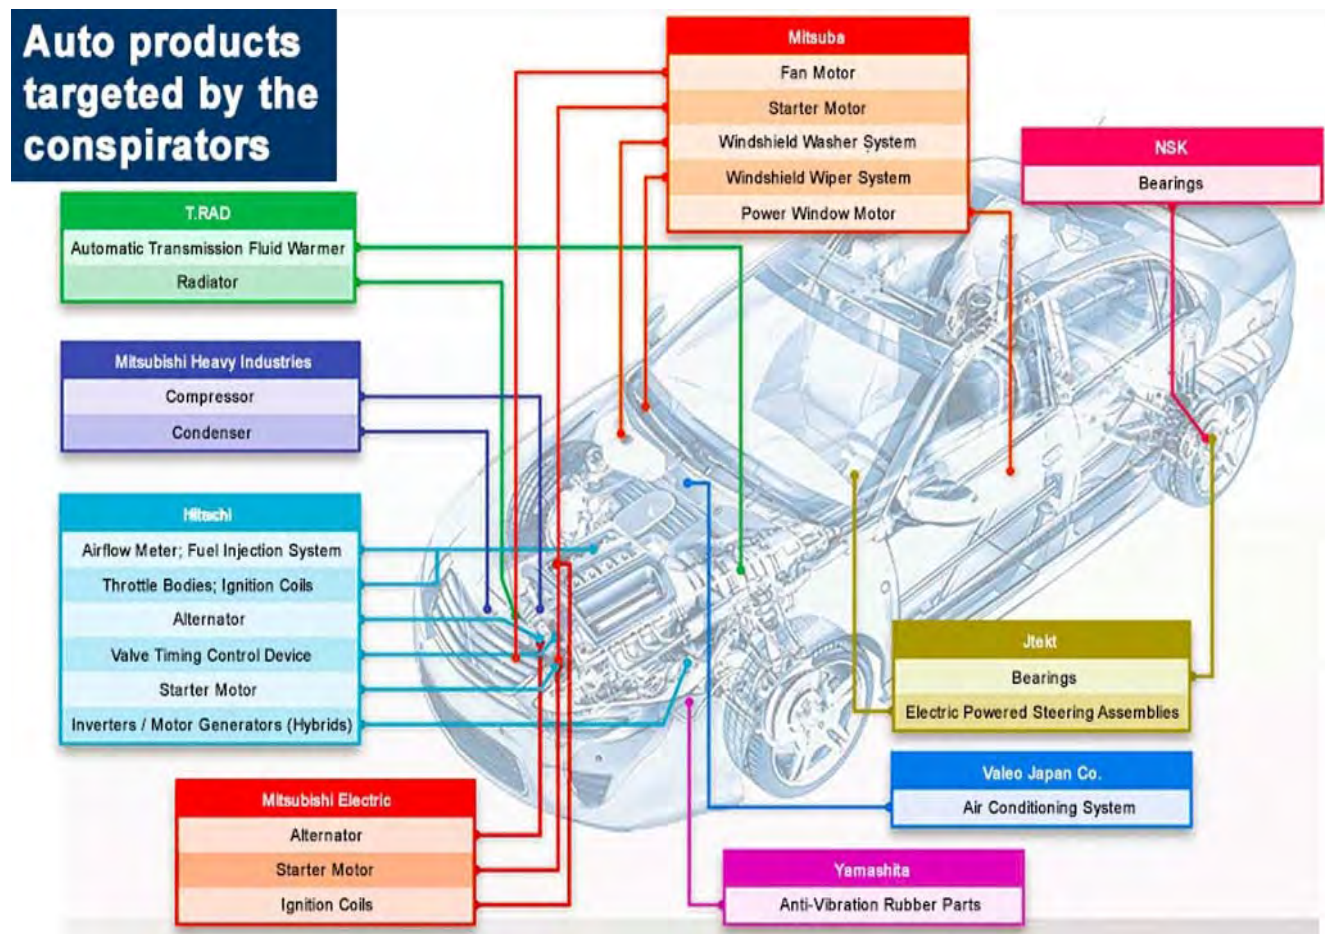 Auto products
targeted by the
conspirators
Mitsuba
Fan Motor
Starter Motor
Windshield Washer System
Windshield Wiper System
Power Window Motor
NSK
Bearings
T.RAD
Automatic Transmission Fluid Warmer
Radiator
Mitsubishi Heavy Industries
Compressor
Condenser
Hitachi
Airflow Meter; Fuel Injection System
Throttle Bodies; Ignition Coils
Alternator
Valve Timing Control Device
Starter Motor
Inverters / Motor Generators (Hybrids)
Jtekt
Bearings
Electric Powered Steering Assemblies
Valeo Japan Co.
Air Conditioning System
Mitsubishi Electric
Alternator
Starter Motor
Ignition Coils
Yamashita
Anti-Vibration Rubber Parts